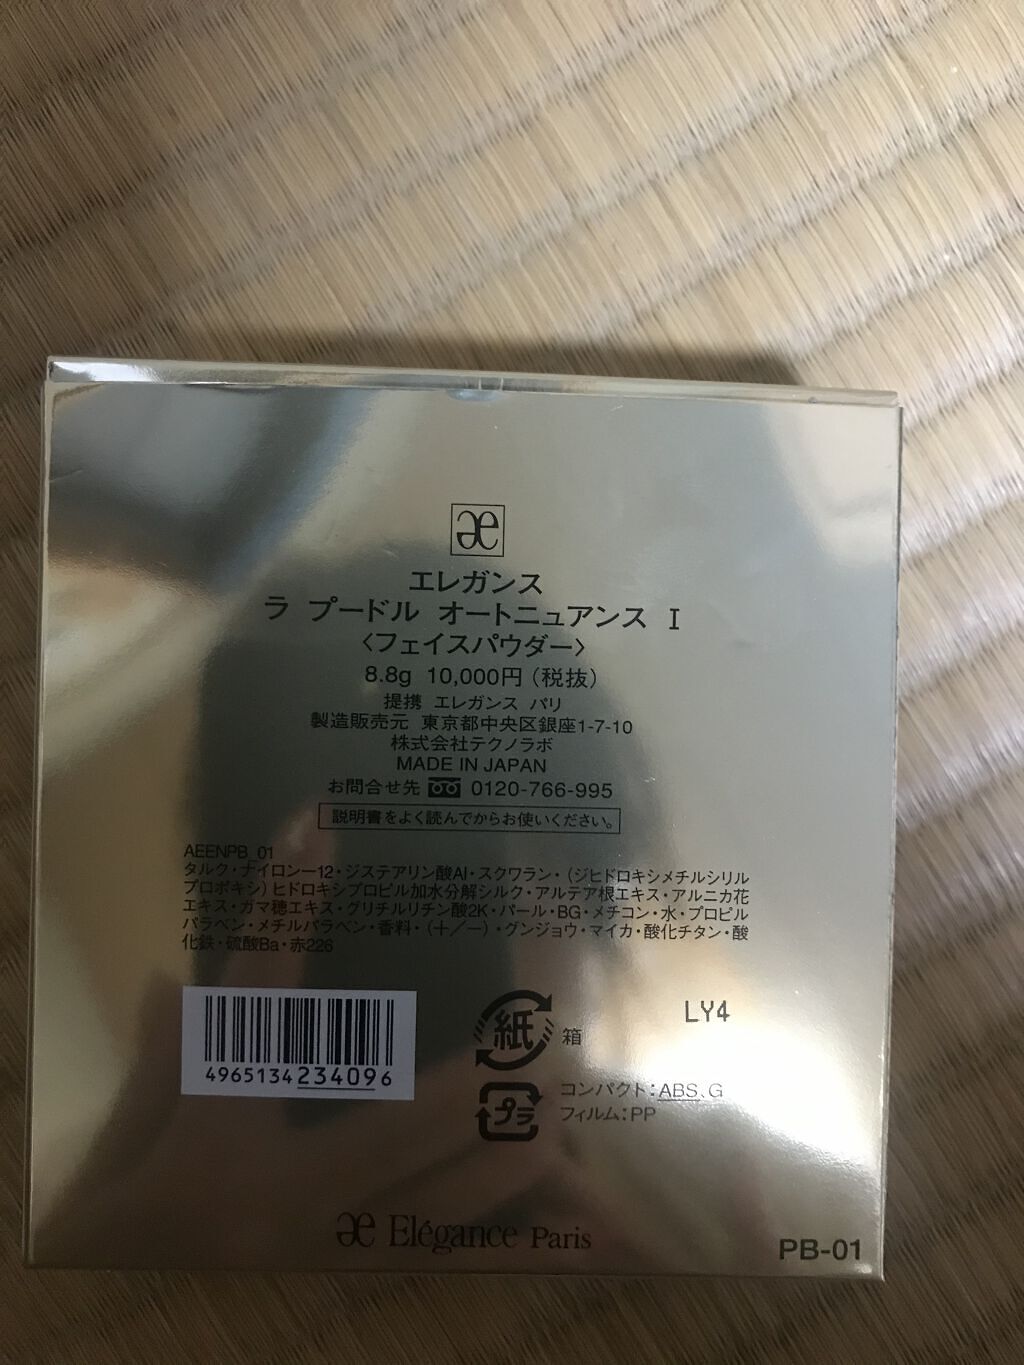 æ
エレガンス
ラ プードル オートニュアンス I
〈フェイスパウダー〉
8.8g 10,000円（税抜）
提携 エレガンス パリ
製造販売元 東京都中央区銀座1-7-10
株式会社テクノラボ
MADE IN JAPAN
お問合せ先 0120-766-995
説明書をよく読んでからお使いください。
AEENPB_01
タルク・ナイロンー12・ジステアリン酸Al・スクワラン・（ジヒドロキシメチルシリル
プロポキシ）ヒドロキシプロピル加水分解シルク・アルテア根エキス・アルニカ花
エキス・ガマ穂エキス・グリチルリチン酸2K・パール・BG・メチコン・水・プロピル
パラベン・メチルパラベン・香料・（＋／－）・グンジョウ・マイカ・酸化チタン・酸
化鉄・硫酸Ba・赤226
4965134234096
紙 箱
LY4
プラ コンパクト：ABS、G
フィルム：PP
æ Elégance Paris
PB-01